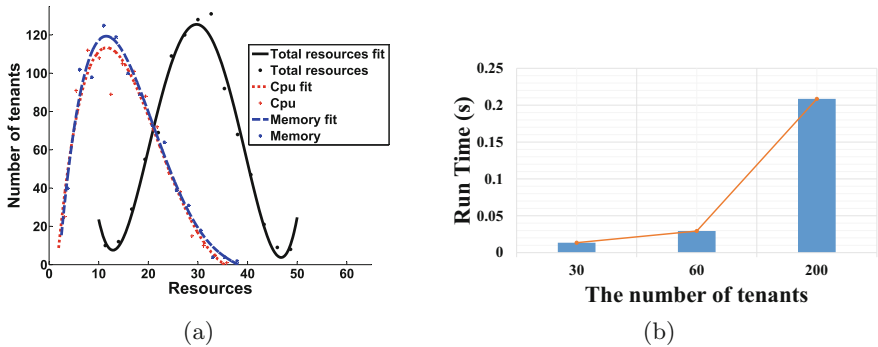 120
100
80
60
40
20
0
Number of tenants
0 10 20 30 40 50 60
Resources
Total resources fit
Total resources
Cpu fit
Cpu
Memory fit
Memory
(a)
0.25
0.2
0.15
0.1
0.05
0
Run Time (s)
30 60 200
The number of tenants
(b)